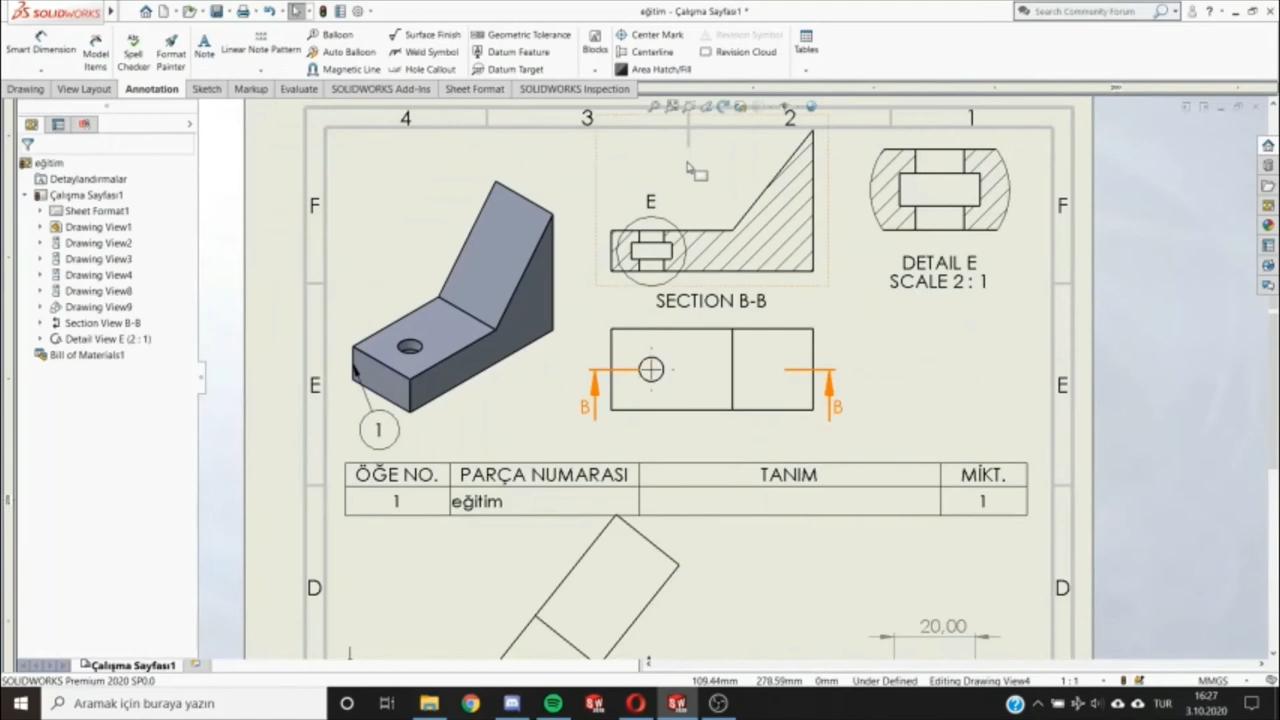 SOLIDWORKS
eğitim - Çalışma Sayfası1 *
Search Community Forum
Smart Dimension
Model Items
Spell Checker
Format Painter
Note
Linear Note Pattern
Balloon
Auto Balloon
Magnetic Line
Surface Finish
Weld Symbol
Hole Callout
Geometric Tolerance
Datum Feature
Datum Target
Blocks
Center Mark
Centerline
Area Hatch/Fill
Revision Symbol
Revision Cloud
Tables
Drawing
View Layout
Annotation
Sketch
Markup
Evaluate
SOLIDWORKS Add-Ins
Sheet Format
SOLIDWORKS Inspection
eğitim
Detaylandırmalar
Çalışma Sayfası1
Sheet Format1
Drawing View1
Drawing View2
Drawing View3
Drawing View4
Drawing View8
Drawing View9
Section View B-B
Detail View E (2 : 1)
Bill of Materials1
4 3 2 1
F F
E
DETAIL E
SCALE 2 : 1
SECTION B-B
E E
B B
1
ÖĞE NO. PARÇA NUMARASI TANIM MİKT.
1 eğitim 1
D D
20,00
Çalışma Sayfası1
SOLIDWORKS Premium 2020 SP0.0
109.44mm 278.59mm 0mm Under Defined Editing Drawing View4 1 : 1 MMGS
Aramak için buraya yazın
TUR
16:27
3.10.2020